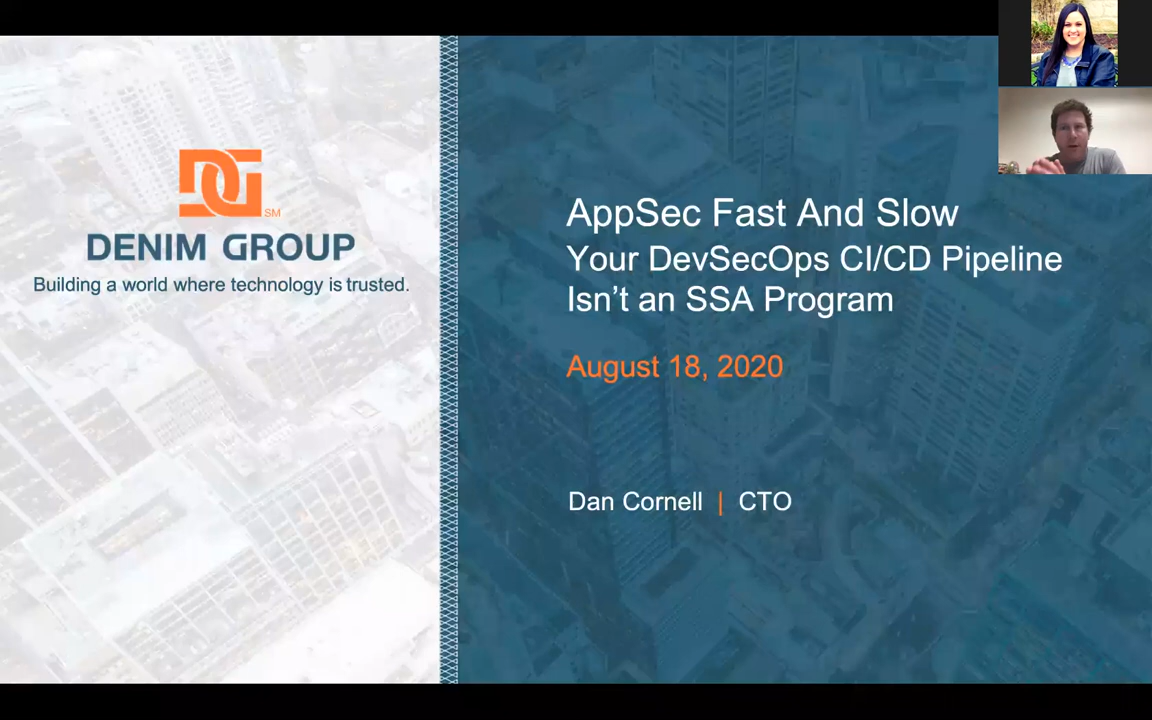 SM
DENIM GROUP
Building a world where technology is trusted.
AppSec Fast And Slow
Your DevSecOps CI/CD Pipeline
Isn’t an SSA Program
August 18, 2020
Dan Cornell | CTO